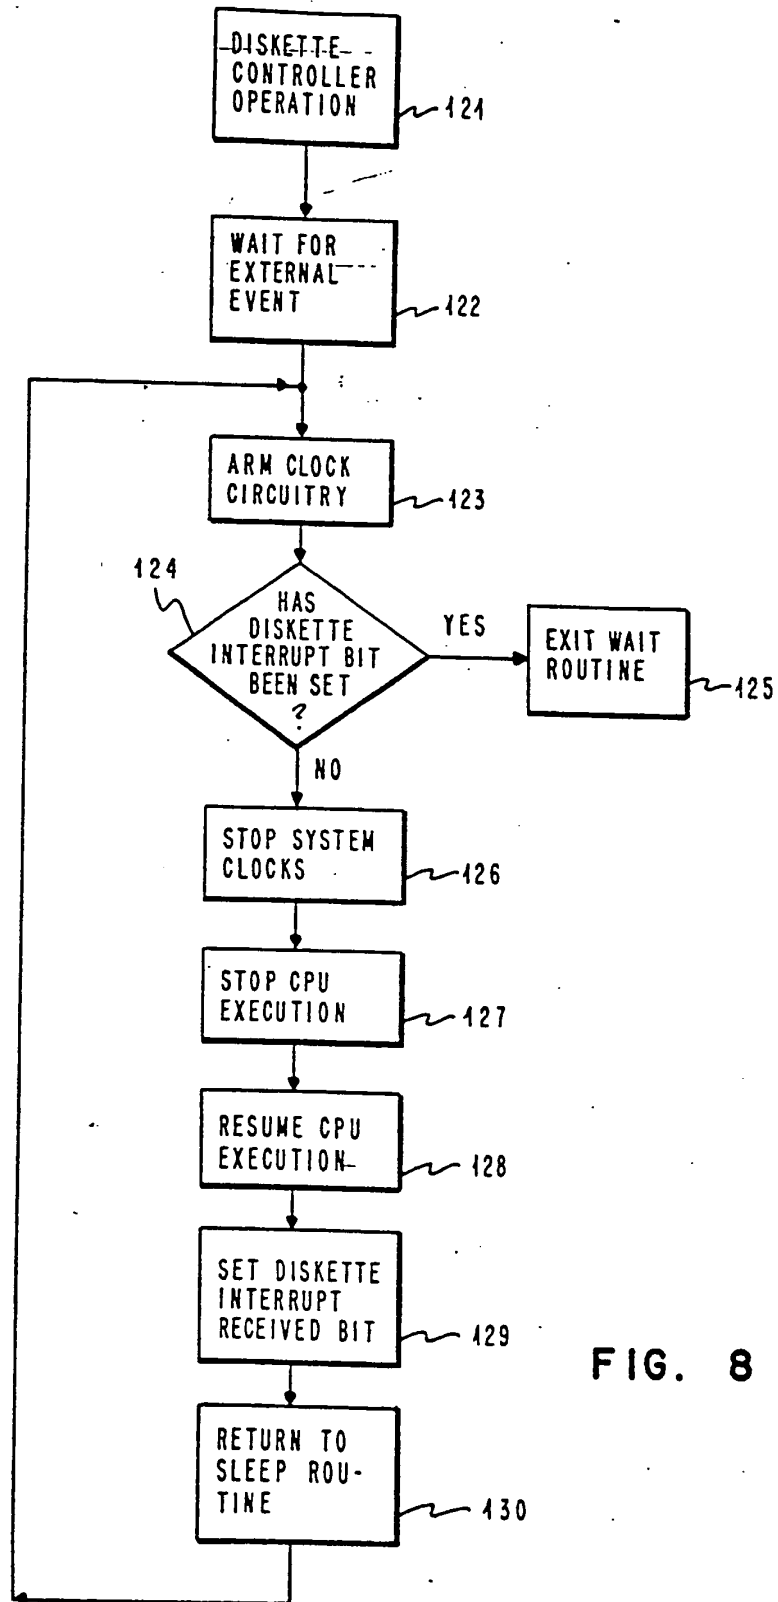 DISKETTE
CONTROLLER
OPERATION
121
WAIT FOR
EXTERNAL
EVENT
122
ARM CLOCK
CIRCUITRY
123
124
HAS
DISKETTE
INTERRUPT BIT
BEEN SET
?
YES
EXIT WAIT
ROUTINE
125
NO
STOP SYSTEM
CLOCKS
126
STOP CPU
EXECUTION
127
RESUME CPU
EXECUTION
128
SET DISKETTE
INTERRUPT
RECEIVED BIT
129
FIG. 8
RETURN TO
SLEEP ROU-
TINE
130